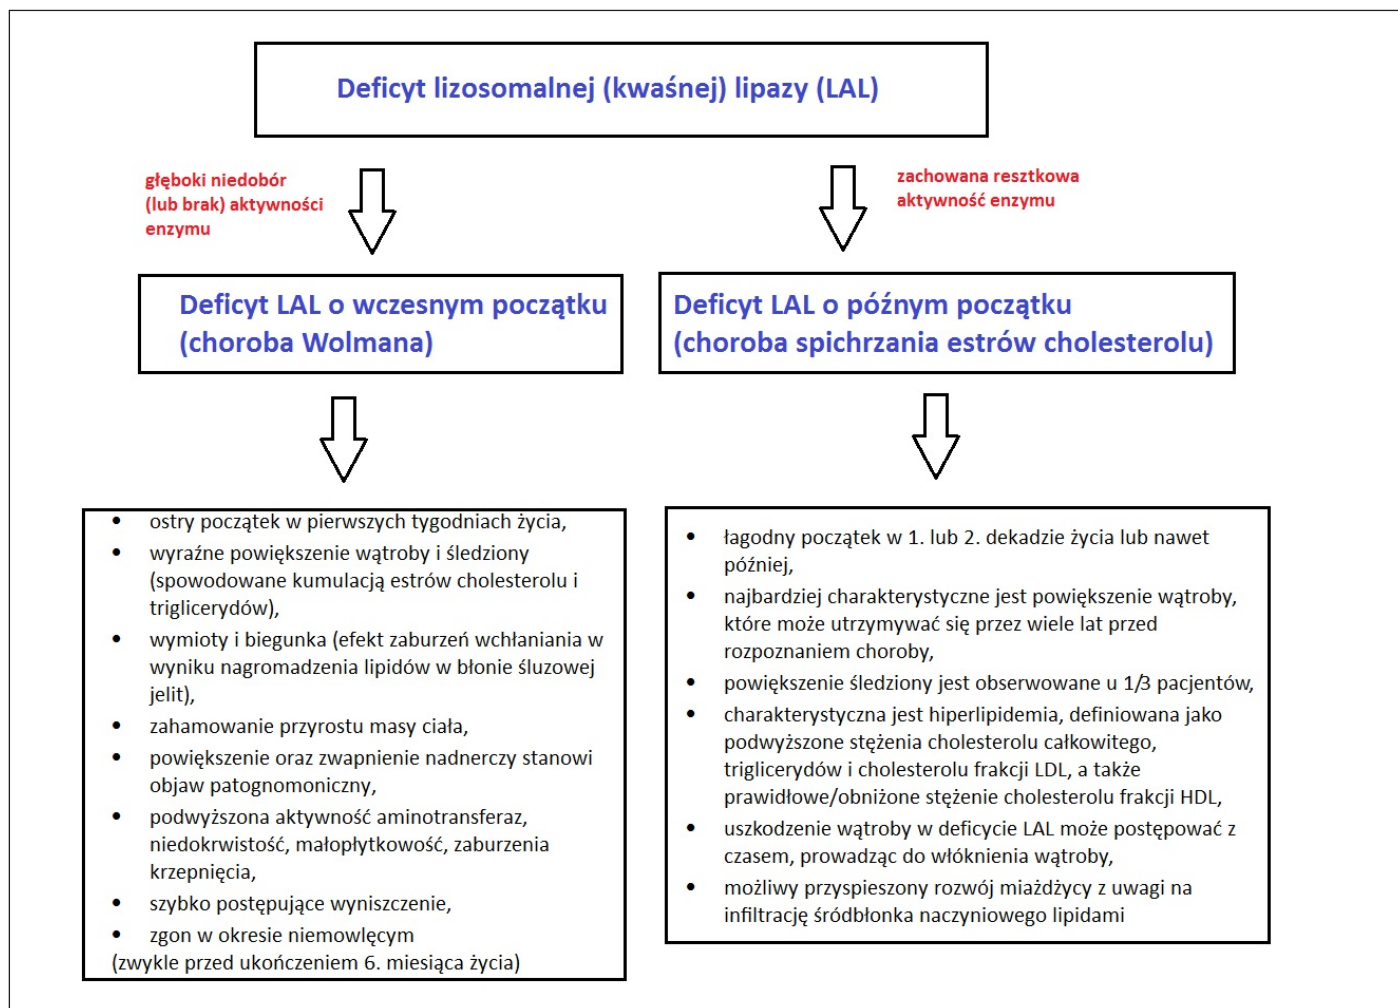 Deficyt lizosomalnej (kwaśnej) lipazy (LAL)
głęboki niedobór
(lub brak) aktywności
enzymu
zachowana resztkowa
aktywność enzymu
Deficyt LAL o wczesnym początku
(choroba Wolmana)
Deficyt LAL o późnym początku
(choroba spichrzania estrów cholesterolu)
• ostry początek w pierwszych tygodniach życia,
• wyraźne powiększenie wątroby i śledziony
(spowodowane kumulacją estrów cholesterolu i
triglicerydów),
• wymioty i biegunka (efekt zaburzeń wchłaniania w
wyniku nagromadzenia lipidów w błonie śluzowej
jelit),
• zahamowanie przyrostu masy ciała,
• powiększenie oraz zwapnienie nadnerczy stanowi
objaw patognomoniczny,
• podwyższona aktywność aminotransferaz,
niedokrwistość, małopłytkowość, zaburzenia
krzepnięcia,
• szybko postępujące wyniszczenie,
• zgon w okresie niemowlęcym
(zwykle przed ukończeniem 6. miesiąca życia)
• łagodny początek w 1. lub 2. dekadzie życia lub nawet
później,
• najbardziej charakterystyczne jest powiększenie wątroby,
które może utrzymywać się przez wiele lat przed
rozpoznaniem choroby,
• powiększenie śledziony jest obserwowane u 1/3 pacjentów,
• charakterystyczna jest hiperlipidemia, definiowana jako
podwyższone stężenia cholesterolu całkowitego,
triglicerydów i cholesterolu frakcji LDL, a także
prawidłowe/obniżone stężenie cholesterolu frakcji HDL,
• uszkodzenie wątroby w deficycie LAL może postępować z
czasem, prowadząc do włóknienia wątroby,
• możliwy przyspieszony rozwój miażdżycy z uwagi na
infiltrację śródbłonka naczyniowego lipidami